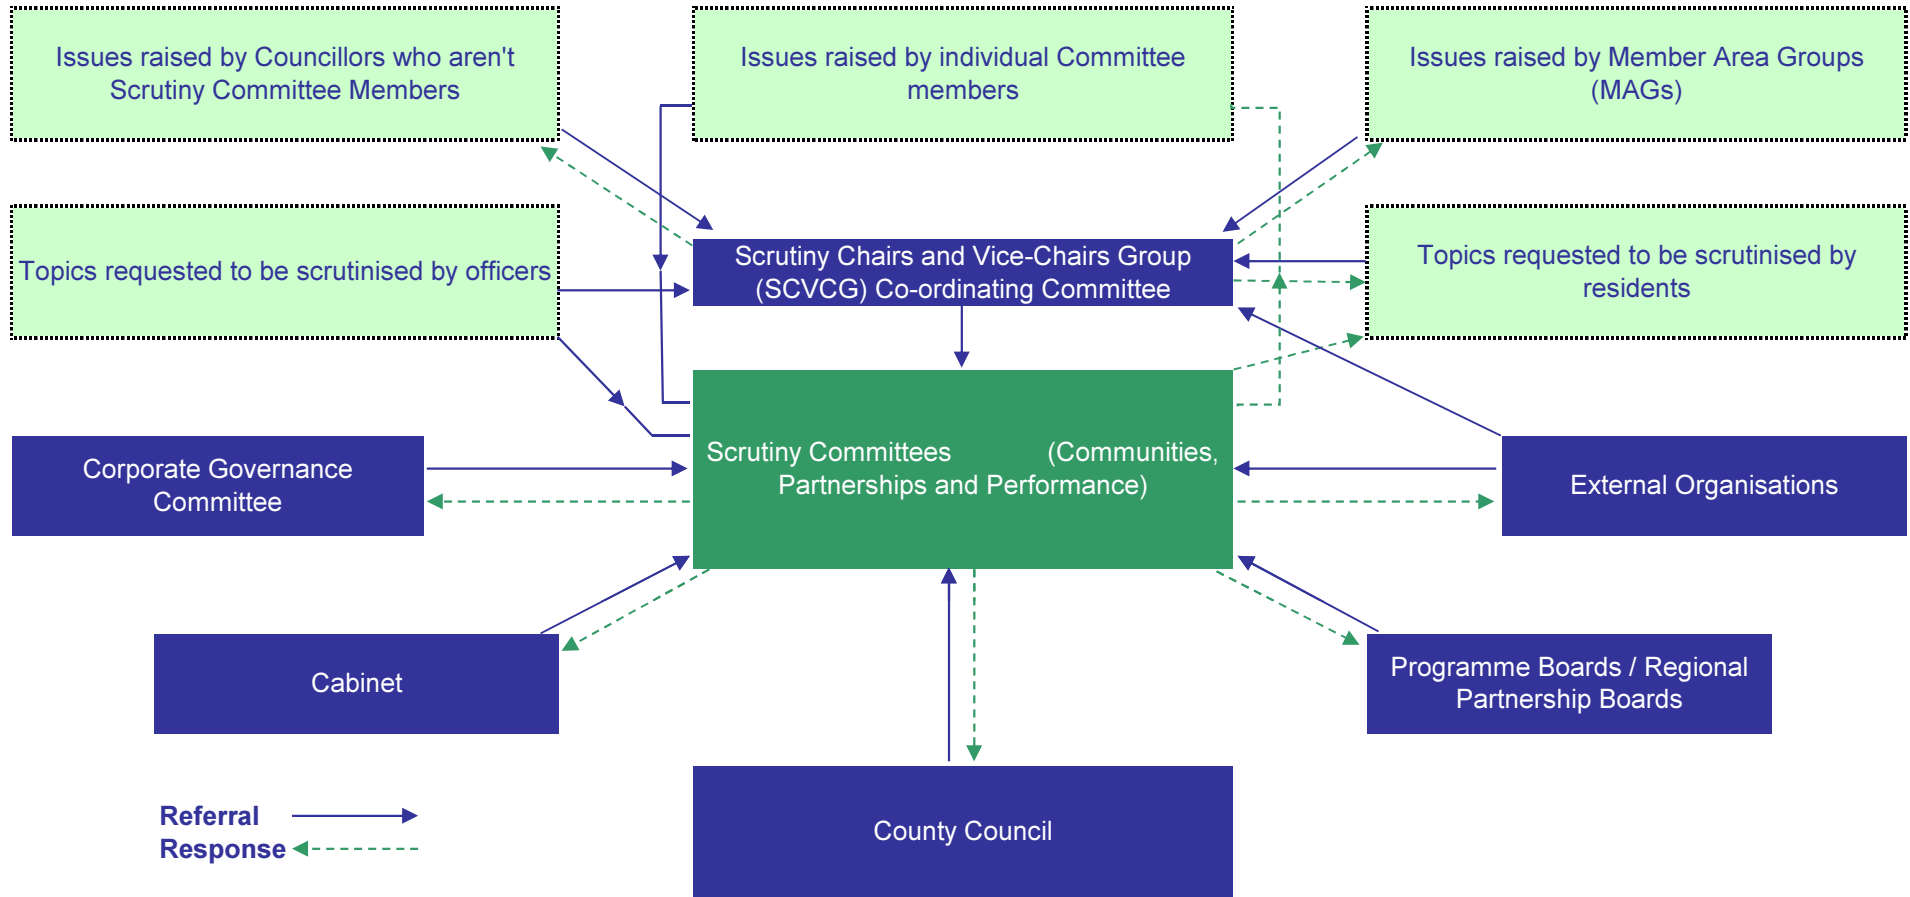 Issues raised by Councillors who aren't
Scrutiny Committee Members
Issues raised by individual Committee
members
Issues raised by Member Area Groups
(MAGs)
Topics requested to be scrutinised by officers
Scrutiny Chairs and Vice-Chairs Group
(SCVCG) Co-ordinating Committee
Topics requested to be scrutinised by
residents
Corporate Governance
Committee
Scrutiny Committees (Communities,
Partnerships and Performance)
External Organisations
Cabinet
Programme Boards / Regional
Partnership Boards
County Council
Referral
Response